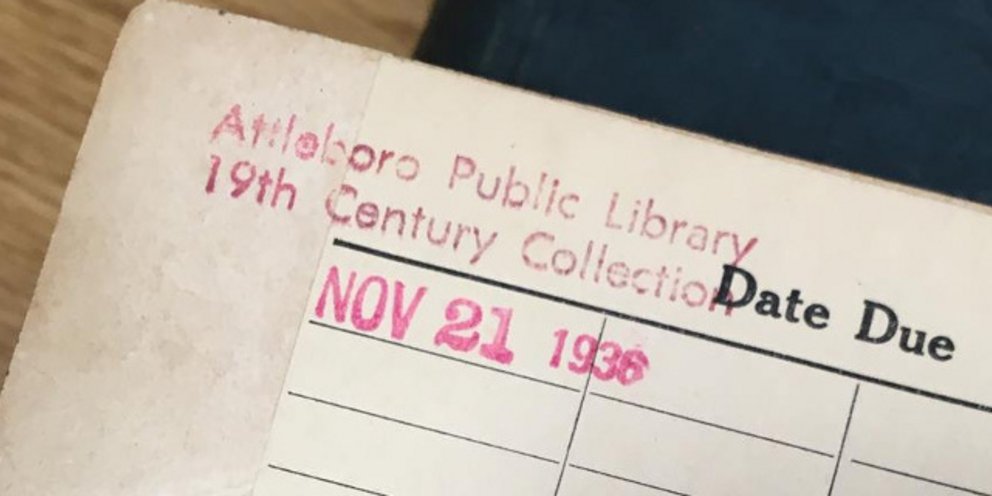 Attleboro Public Library
19th Century Collection
Date Due
NOV 21 1936